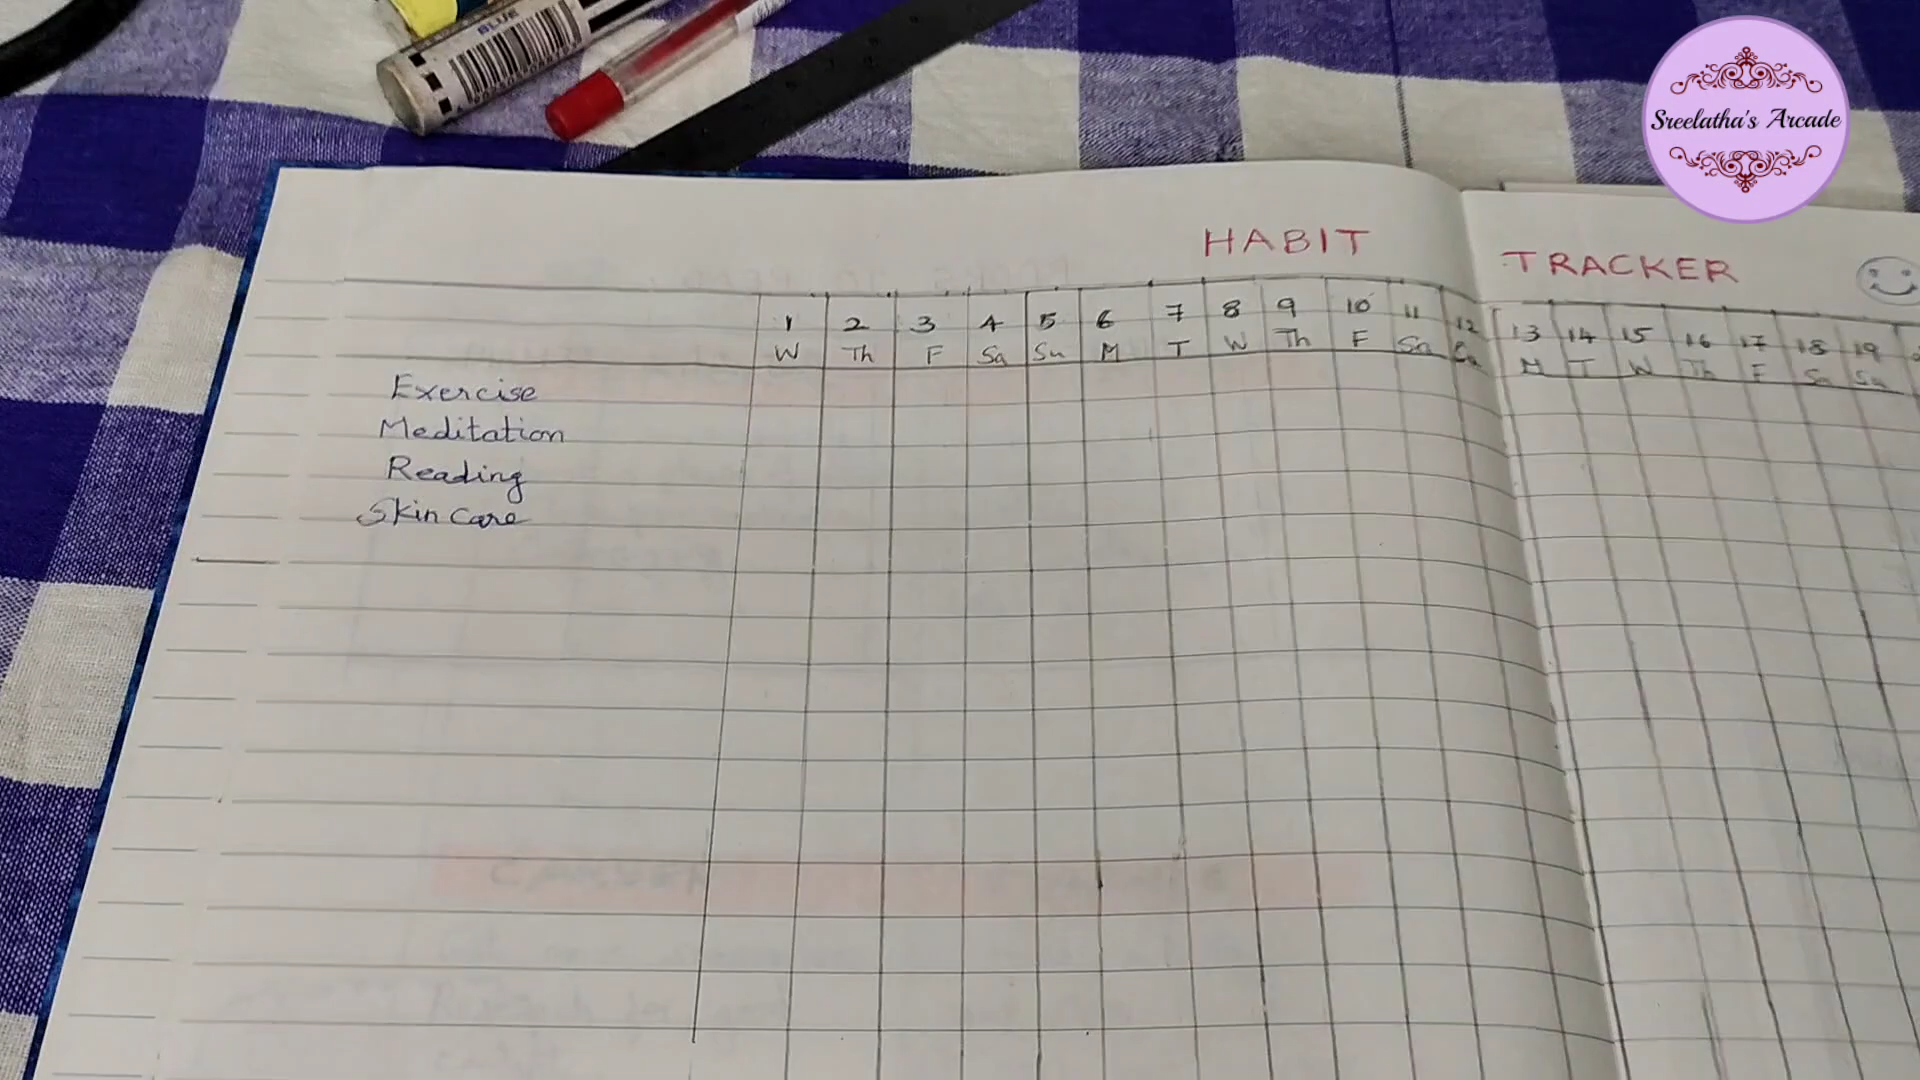 BLUE
Sreelatha's Arcade
HABIT TRACKER
1 2 3 4 5 6 7 8 9 10 11 12 13 14 15 16 17 18 19
W Th F Sa Su M T W Th F Sa Su M T W Th F Sa Su
Exercise
Meditation
Reading
Skin care